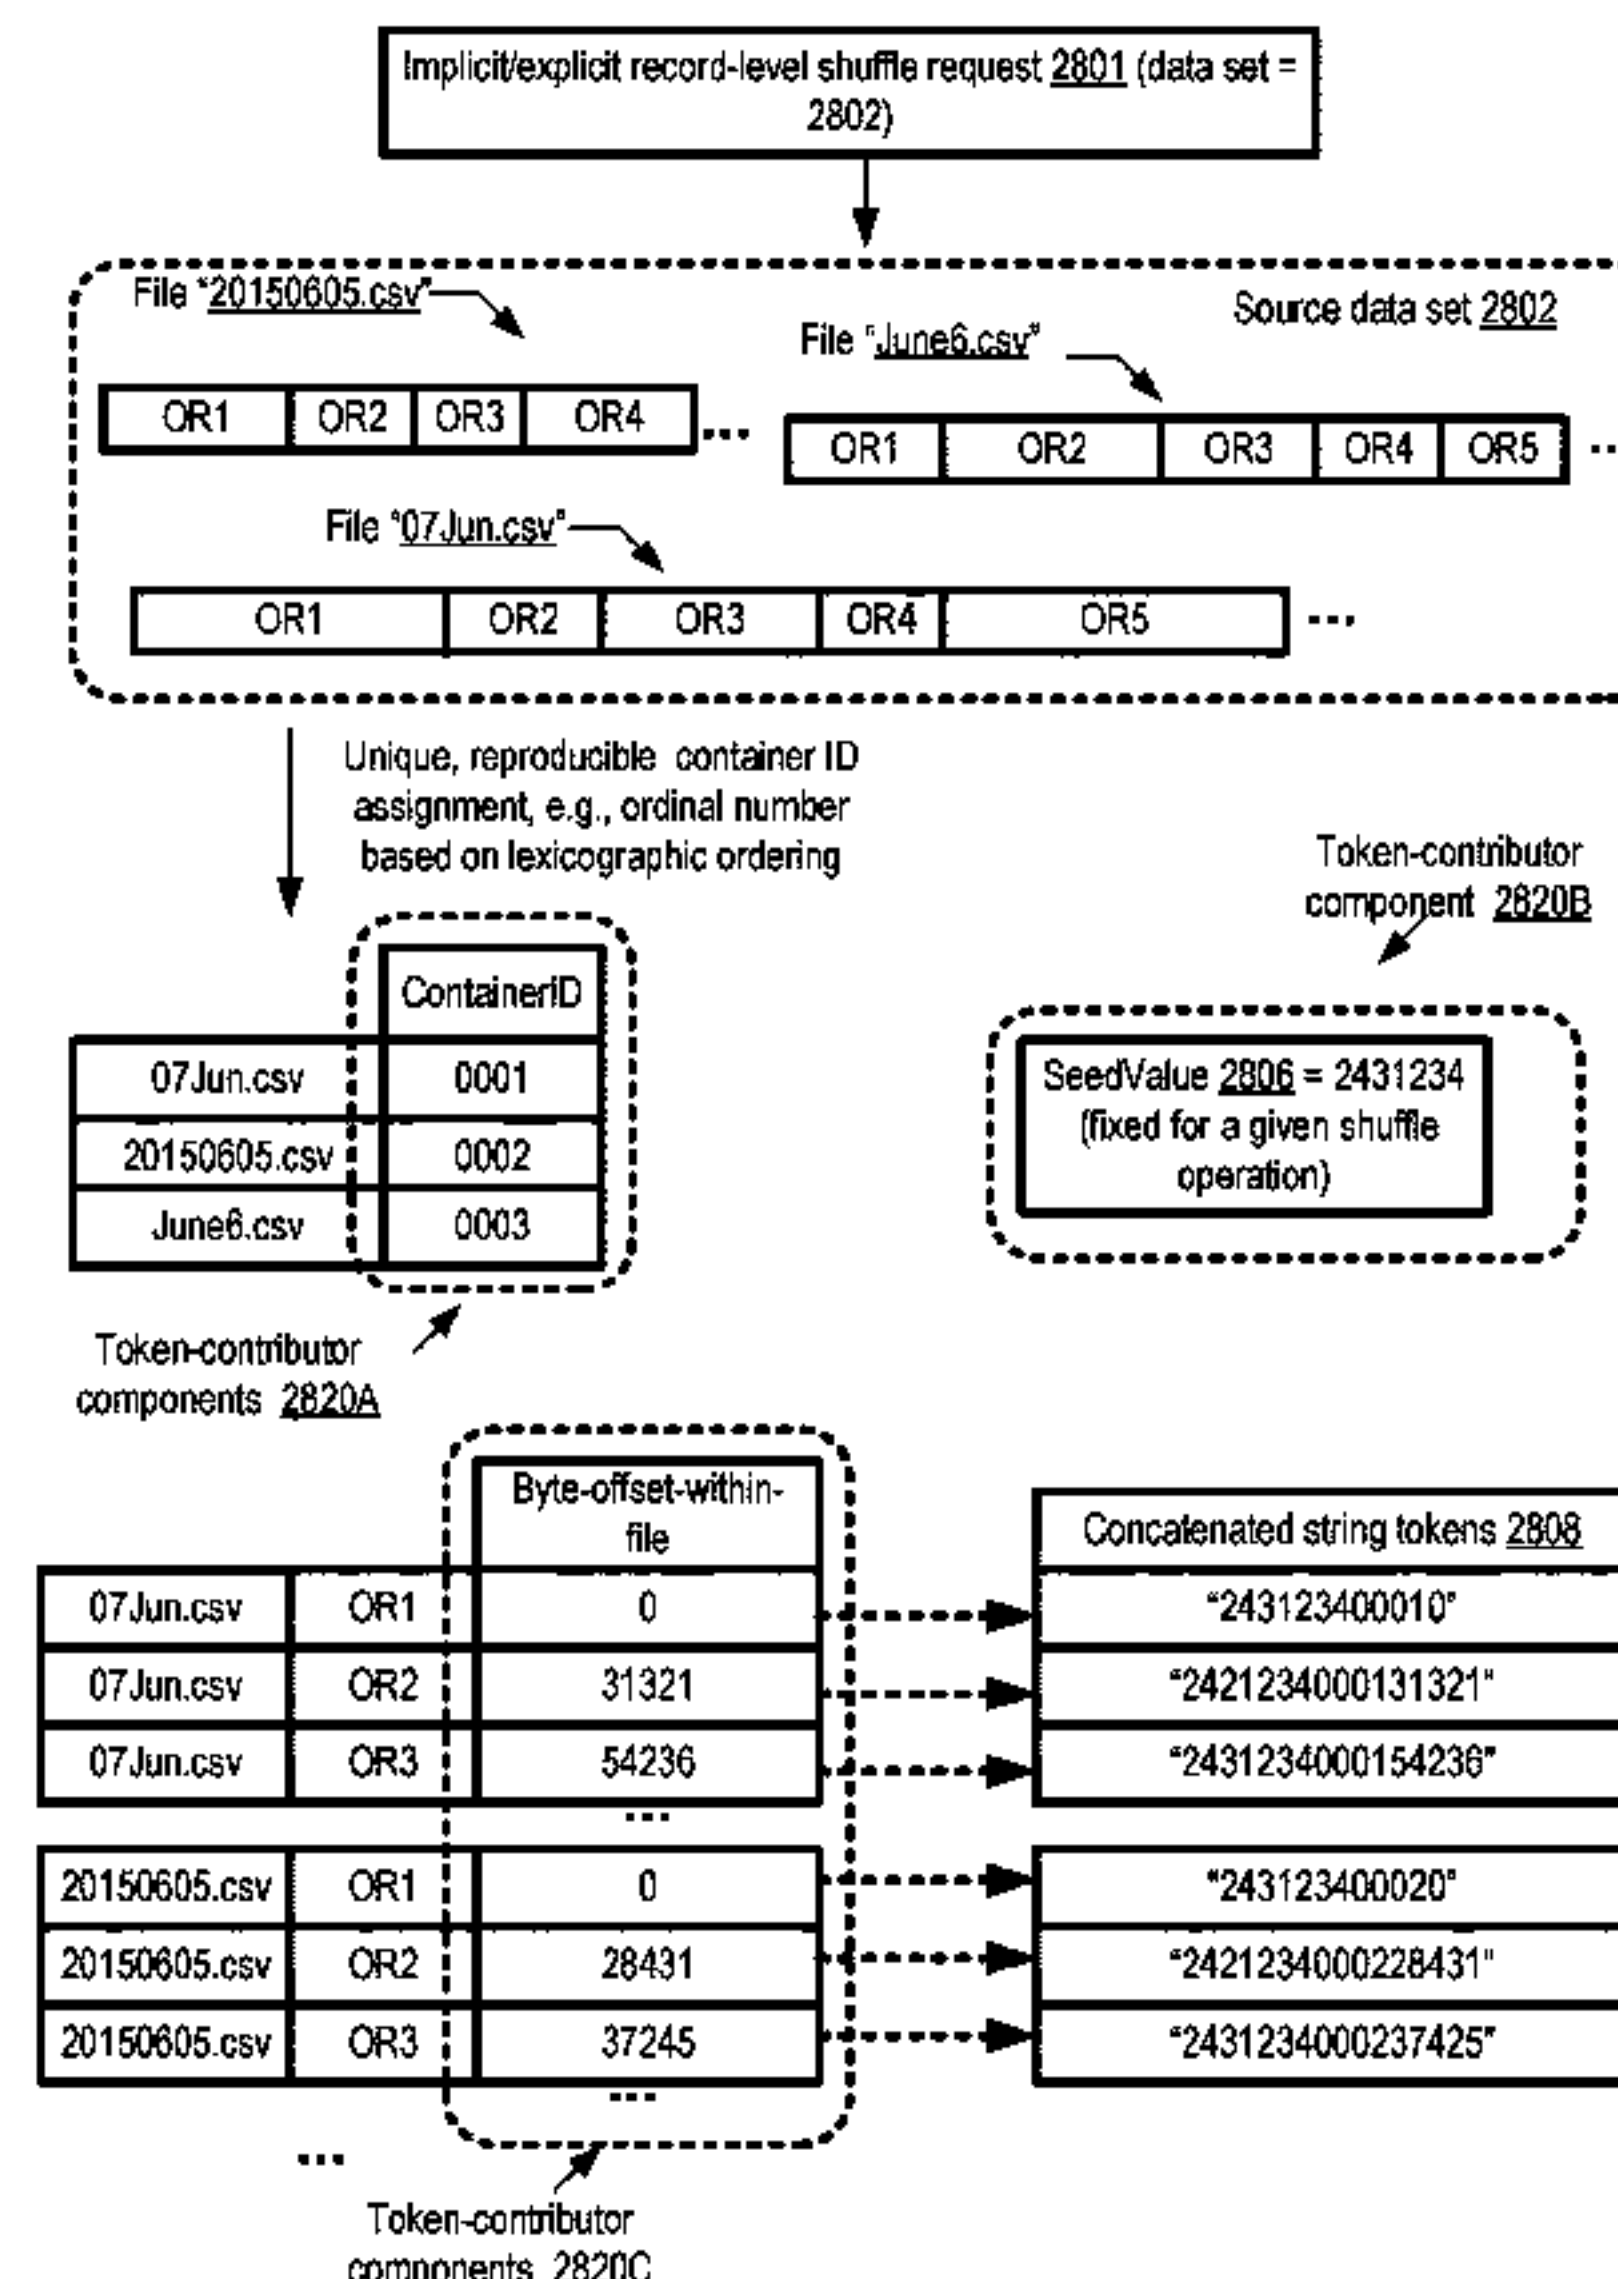 Implicit/explicit record-level shuffle request 2801 (data set =
2802)
File "20150605.csv"
Source data set 2802
File "June6.csv"
OR1 OR2 OR3 OR4 ...
OR1 OR2 OR3 OR4 OR5 ...
File "07Jun.csv"
OR1 OR2 OR3 OR4 OR5 ...
Unique, reproducible container ID
assignment, e.g., ordinal number
based on lexicographic ordering
Token-contributor
component 2820B
ContainerID
07Jun.csv 0001
20150605.csv 0002
June6.csv 0003
SeedValue 2806 = 2431234
(fixed for a given shuffle
operation)
Token-contributor
components 2820A
Byte-offset-within-
file
Concatenated string tokens 2808
07Jun.csv OR1 0 "243123400010"
07Jun.csv OR2 31321 "2421234000131321"
07Jun.csv OR3 54236 "2431234000154236"
...
20150605.csv OR1 0 "243123400020"
20150605.csv OR2 28431 "2421234000228431"
20150605.csv OR3 37245 "2431234000237425"
...
...
Token-contributor
components 2820C